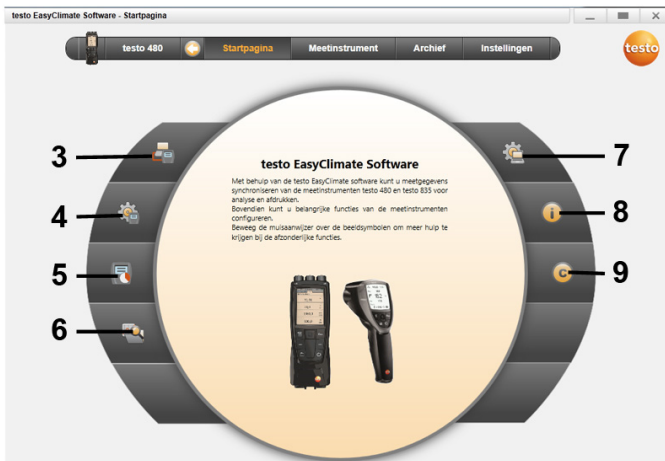 testo EasyClimate Software - Startpagina
testo 480 Startpagina Meetinstrument Archief Instellingen
testo
3
4
5
6
7
8
9
testo EasyClimate Software
Met behulp van de testo EasyClimate software kunt u meetgegevens
synchroniseren van de meetinstrumenten testo 480 en testo 835 voor
analyse en afdrukken.
Bovendien kunt u belangrijke functies van de meetinstrumenten
configureren.
Beweeg de muisaanwijzer over de beeldsymbolen om meer hulp te
krijgen bij de afzonderlijke functies.